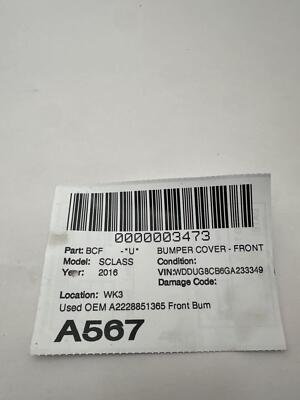 0000003473
Part: BCF -*U* BUMPER COVER - FRONT
Model: SCLASS Condition:
Year: 2016 VIN:WDDUG8CB6GA233349
Damage Code:
Location: WK3
Used OEM A2228851365 Front Bum
A567